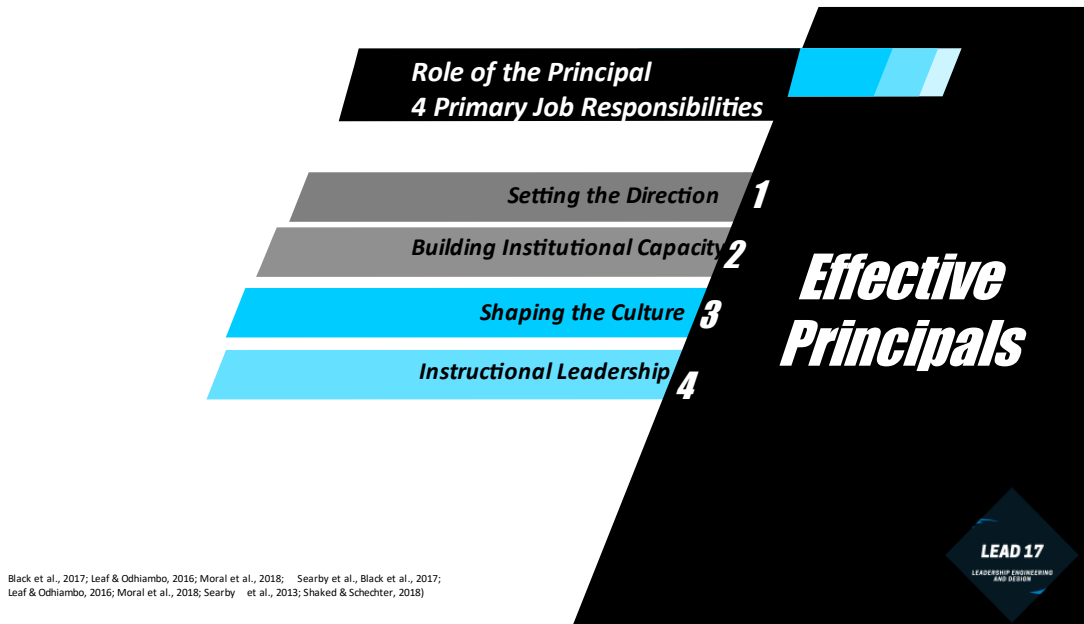 Role of the Principal
4 Primary Job Responsibilities
Setting the Direction 1
Building Institutional Capacity 2
Shaping the Culture 3
Instructional Leadership 4
Effective
Principals
LEAD 17
LEADERSHIP ENGINEERING
AND DESIGN
Black et al., 2017; Leaf & Odhiambo, 2016; Moral et al., 2018; Searby et al., Black et al., 2017;
Leaf & Odhiambo, 2016; Moral et al., 2018; Searby et al., 2013; Shaked & Schechter, 2018)